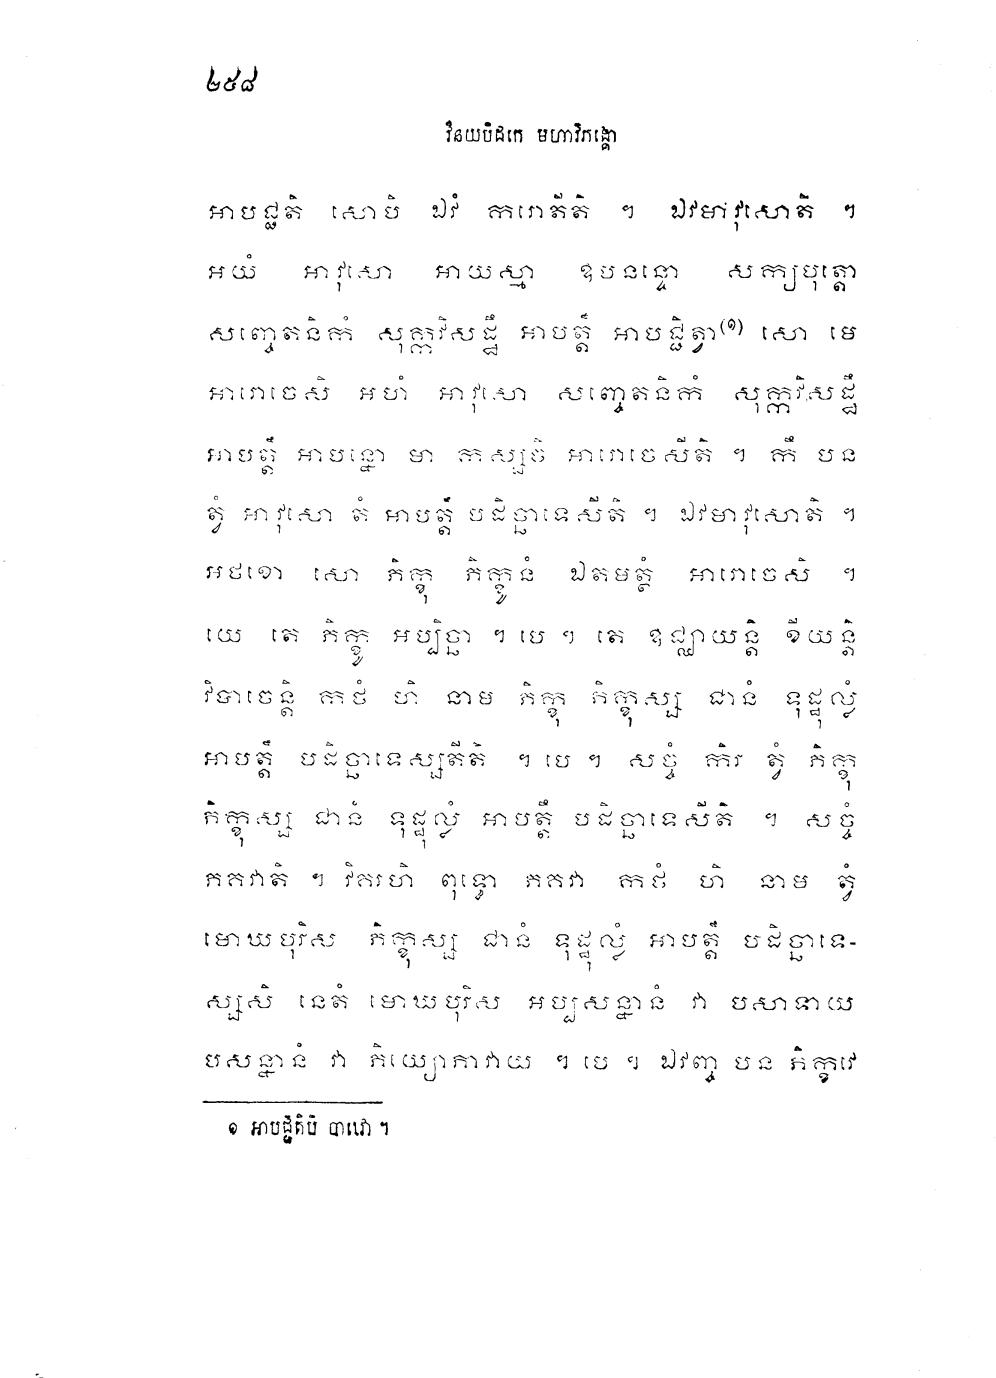 ២៥៨
វិនយបិដកេ មហាវិភង្គោ
អាបជ្ជតិ សោបិ ឯវំ ករោតីតិ ។ ឯវមាវុសោតិ ។
អយំ អាវុសោ អាយស្មា ឧបនន្ទោ សក្យបុត្តោ
សញ្ចេតនិកំ សុក្កវិសដ្ឋឹ អាបត្តឹ អាបជ្ជិត្វា(១) សោ មេ
អារោចេសិ អហំ អាវុសោ សញ្ចេតនិកំ សុក្កវិសដ្ឋឹ
អាបត្តឹ អាបន្នោ មា កស្សចិ អារោចេសីតិ ។ កឹ បន
ត្វំ អាវុសោ តំ អាបត្តឹ បដិច្ឆាទេសីតិ ។ ឯវមាវុសោតិ ។
អថខោ សោ ភិក្ខុ ភិក្ខូនំ ឯតមត្ថំ អារោចេសិ ។
យេ តេ ភិក្ខូ អប្បិច្ឆា ។ បេ ។ តេ ឧជ្ឈាយន្តិ ខីយន្តិ
វិបាចេន្តិ កថំ ហិ នាម ភិក្ខុ ភិក្ខុស្ស ជានំ ទុដ្ឋុល្លំ
អាបត្តឹ បដិច្ឆាទេស្សតីតិ ។ បេ ។ សច្ចំ កិរ ត្វំ ភិក្ខុ
ភិក្ខុស្ស ជានំ ទុដ្ឋុល្លំ អាបត្តឹ បដិច្ឆាទេសីតិ ។ សច្ចំ
ភគវាតិ ។ វិគរហិ ពុទ្ធោ ភគវា កថំ ហិ នាម ត្វំ
មោឃបុរិស ភិក្ខុស្ស ជានំ ទុដ្ឋុល្លំ អាបត្តឹ បដិច្ឆាទេ-
ស្សសិ នេតំ មោឃបុរិស អប្បសន្នានំ វា បសាទាយ
បសន្នានំ វា ភិយ្យោភាវាយ ។ បេ ។ ឯវញ្ច បន ភិក្ខវេ
១ អាបជ្ជីតិបិ បាឋោ ។